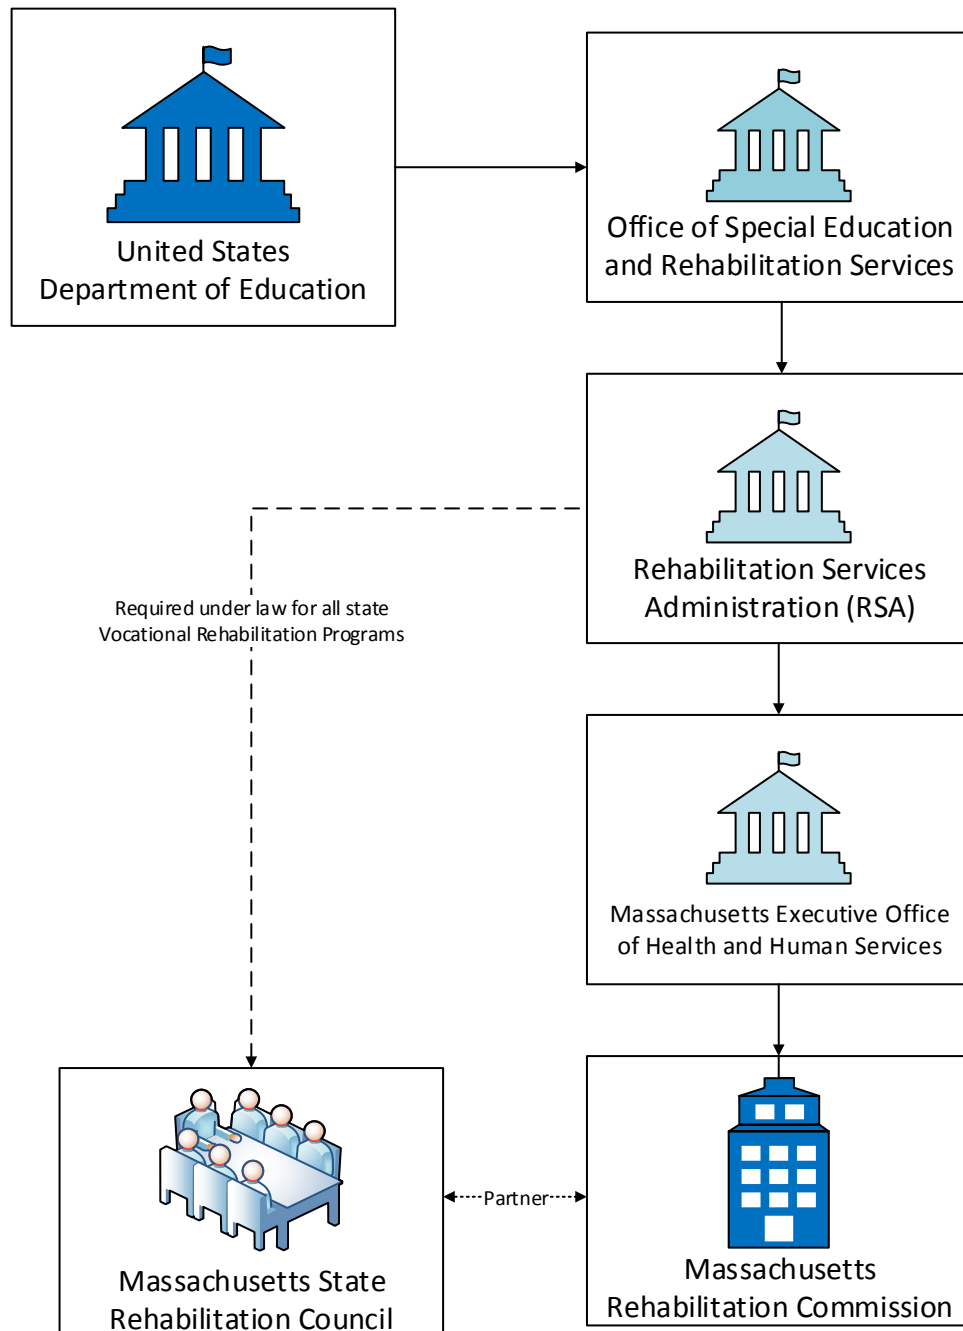 United States
Department of Education
Office of Special Education
and Rehabilitation Services
Rehabilitation Services
Administration (RSA)
Required under law for all state
Vocational Rehabilitation Programs
Massachusetts Executive Office
of Health and Human Services
Partner
Massachusetts State
Rehabilitation Council
Massachusetts
Rehabilitation Commission